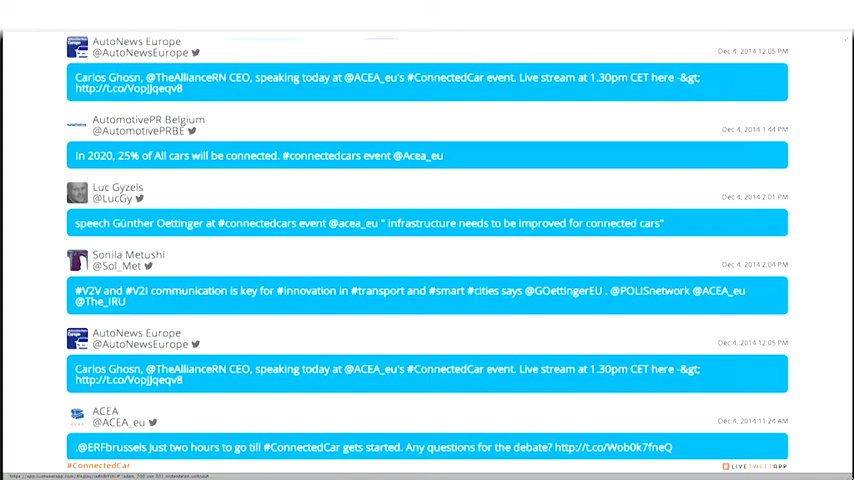 AutoNews Europe
@AutoNewsEurope
Dec 4, 2014 12:05 PM
Carlos Ghosn, @TheAllianceRN CEO, speaking today at @ACEA_eu's #ConnectedCar event. Live stream at 1.30pm CET here -&gt;
http://t.co/VopJJqeqv8
AutomotivePR Belgium
@AutomotivePRBE
Dec 4, 2014 1:44 PM
In 2020, 25% of All cars will be connected. #connectedcars event @Acea_eu
Luc Gyzels
@LucGy
Dec 4, 2014 2:01 PM
speech Günther Oettinger at #connectedcars event @acea_eu " infrastructure needs to be improved for connected cars"
Sonila Metushi
@Sol_Met
Dec 4, 2014 2:04 PM
#V2V and #V2I communication is key for #innovation in #transport and #smart #cities says @GOettingerEU . @POLISnetwork @ACEA_eu
@The_IRU
AutoNews Europe
@AutoNewsEurope
Dec 4, 2014 12:05 PM
Carlos Ghosn, @TheAllianceRN CEO, speaking today at @ACEA_eu's #ConnectedCar event. Live stream at 1.30pm CET here -&gt;
http://t.co/VopJJqeqv8
ACEA
@ACEA_eu
Dec 4, 2014 11:24 AM
.@ERFbrussels Just two hours to go till #ConnectedCar gets started. Any questions for the debate? http://t.co/Wob0k7fneQ
#ConnectedCar
LIVETWEETAPP